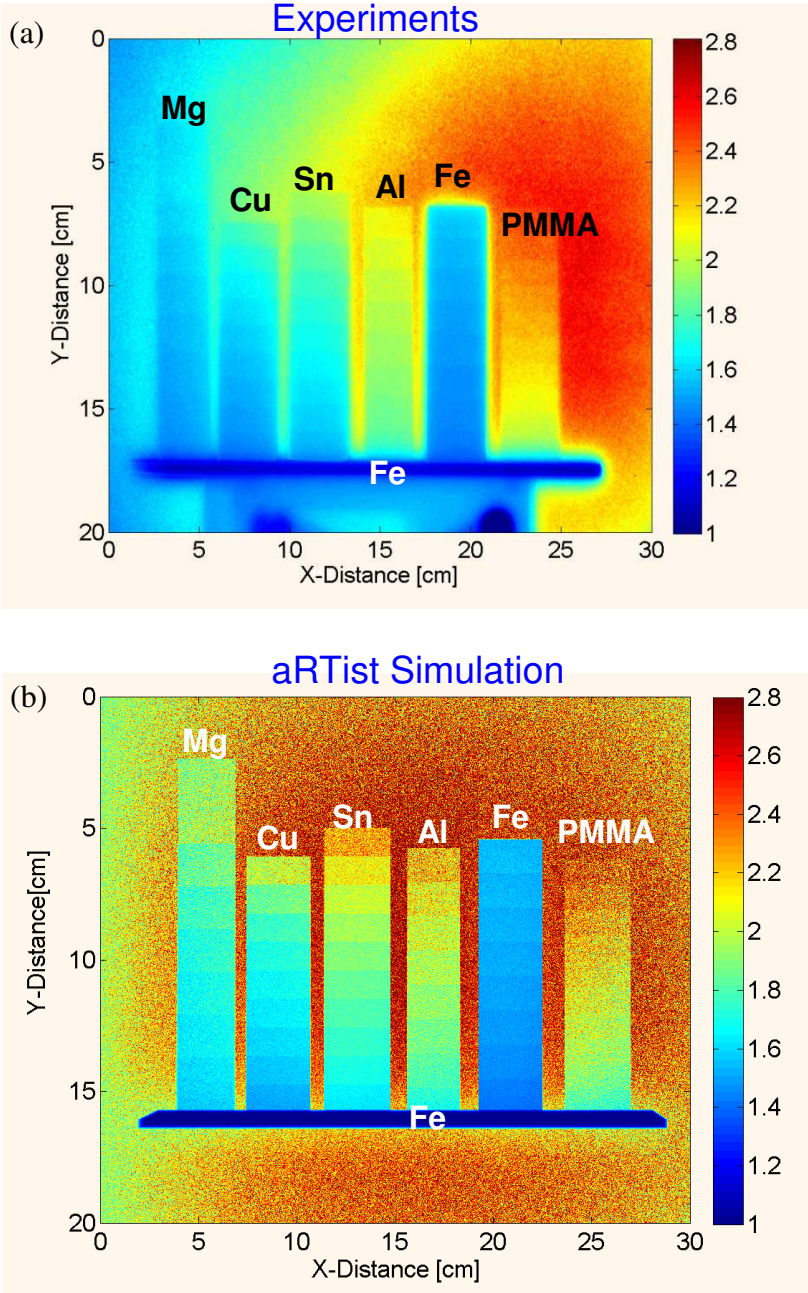 (a)
Experiments
0
5
10
15
20
Y-Distance [cm]
Mg
Cu
Sn
Al
Fe
PMMA
Fe
0 5 10 15 20 25 30
X-Distance [cm]
2.8
2.6
2.4
2.2
2
1.8
1.6
1.4
1.2
1
(b)
aRTist Simulation
0
5
10
15
20
Y-Distance[cm]
Mg
Cu
Sn
Al
Fe
PMMA
Fe
0 5 10 15 20 25 30
X-Distance [cm]
2.8
2.6
2.4
2.2
2
1.8
1.6
1.4
1.2
1